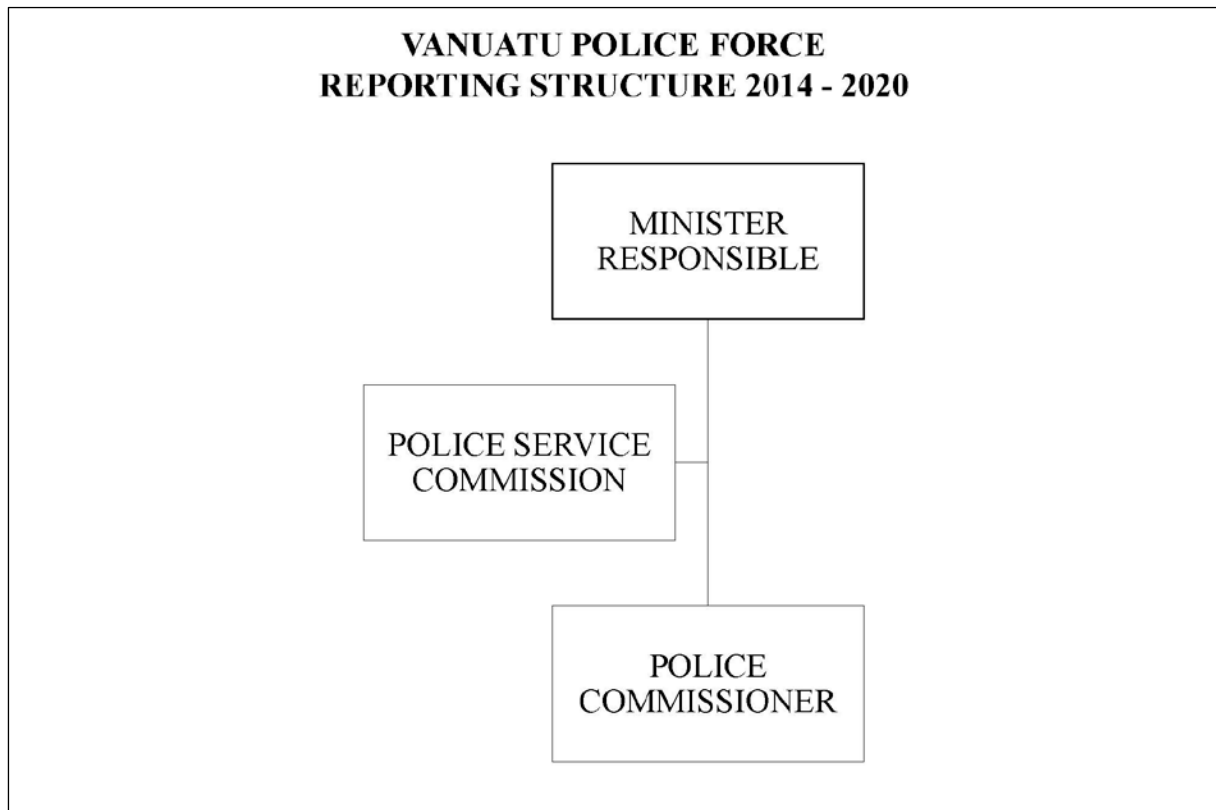 VANUATU POLICE FORCE
REPORTING STRUCTURE 2014 - 2020
MINISTER
RESPONSIBLE
POLICE SERVICE
COMMISSION
POLICE
COMMISSIONER